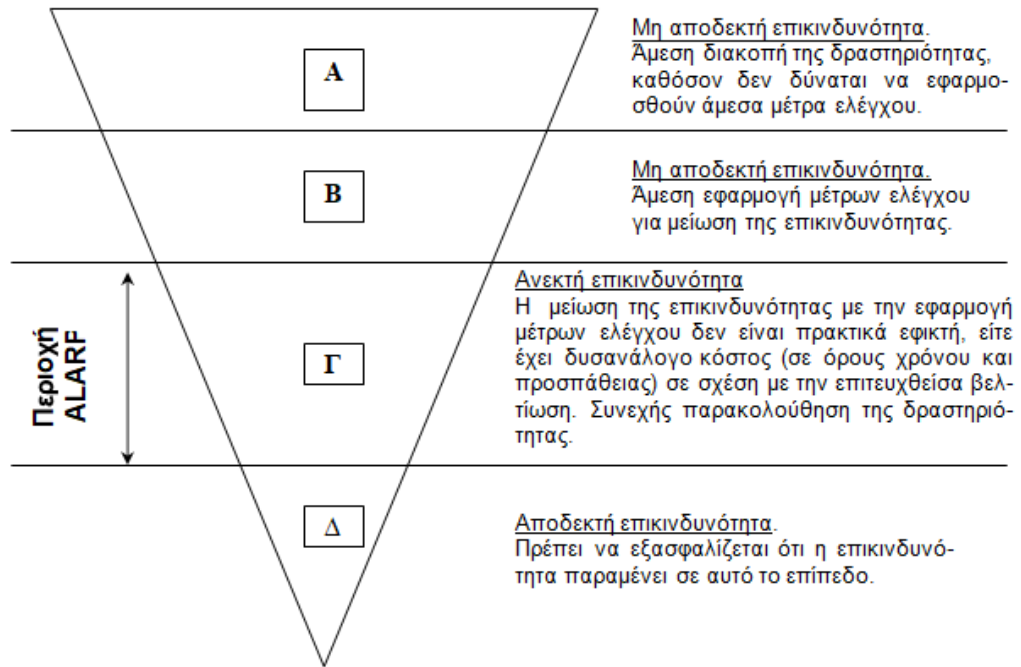 Α
Μη αποδεκτή επικινδυνότητα.
Άμεση διακοπή της δραστηριότητας,
καθόσον δεν δύναται να εφαρμο-
σθούν άμεσα μέτρα ελέγχου.
Β
Μη αποδεκτή επικινδυνότητα.
Άμεση εφαρμογή μέτρων ελέγχου
για μείωση της επικινδυνότητας.
Περιοχή
ALARF
Γ
Ανεκτή επικινδυνότητα
Η μείωση της επικινδυνότητας με την εφαρμογή
μέτρων ελέγχου δεν είναι πρακτικά εφικτή, είτε
έχει δυσανάλογο κόστος (σε όρους χρόνου και
προσπάθειας) σε σχέση με την επιτευχθείσα βελ-
τίωση. Συνεχής παρακολούθηση της δραστηριό-
τητας.
Δ
Αποδεκτή επικινδυνότητα.
Πρέπει να εξασφαλίζεται ότι η επικινδυνό-
τητα παραμένει σε αυτό το επίπεδο.